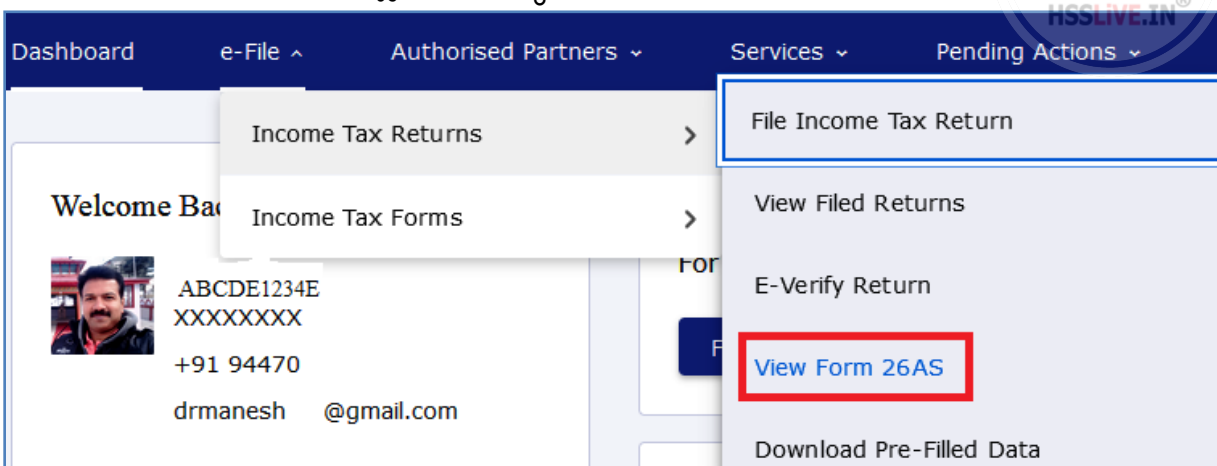 HSSLiVE.IN®
Dashboard e-File Authorised Partners Services Pending Actions
Income Tax Returns
Income Tax Forms
File Income Tax Return
View Filed Returns
E-Verify Return
View Form 26AS
Download Pre-Filled Data
Welcome Bac
ABCDE1234E
XXXXXXXX
+91 94470
drmanesh @gmail.com
For
F